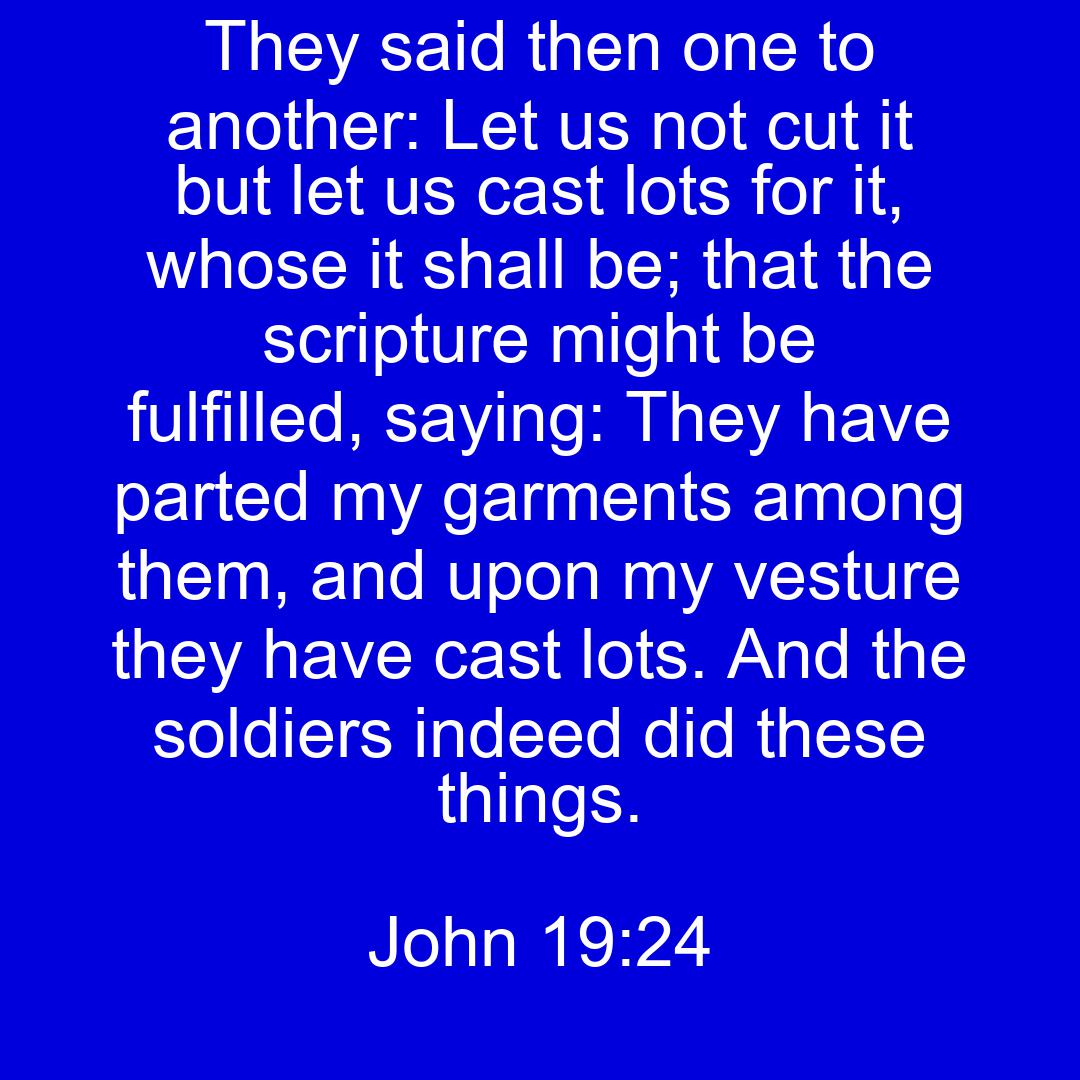 They said then one to
another: Let us not cut it
but let us cast lots for it,
whose it shall be; that the
scripture might be
fulfilled, saying: They have
parted my garments among
them, and upon my vesture
they have cast lots. And the
soldiers indeed did these
things.
John 19:24